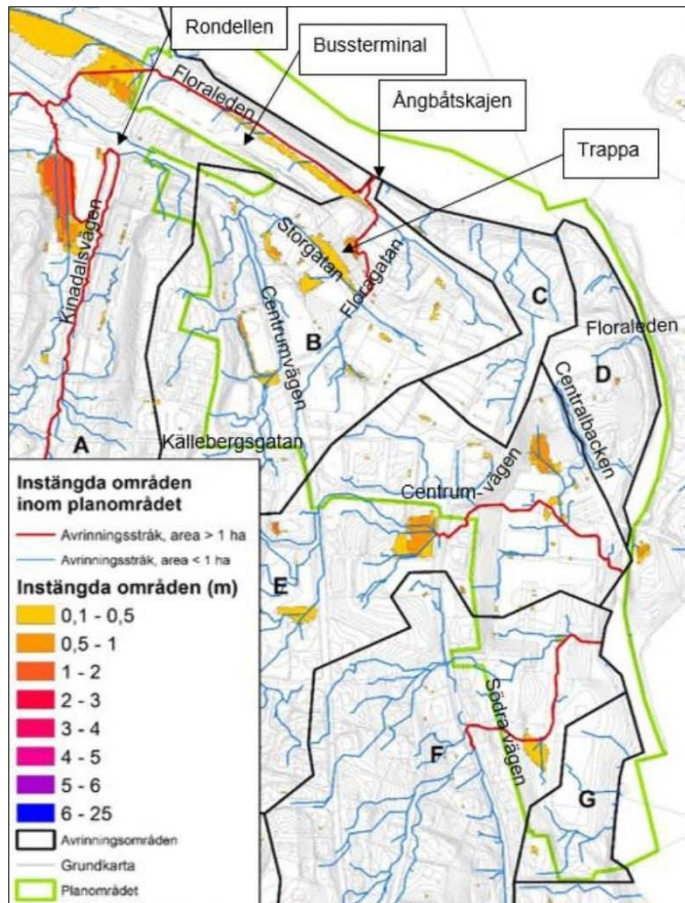 Rondellen
Bussterminal
Floraleden
Ångbåtskajen
Trappa
Kinadalsvägen
Storgatan
Floragatan
Centrumvägen
B
C
Floraleden
D
Centralbacken
A
Källebergsgatan
Centrum-vägen
E
F
Södra vägen
G
Instängda områden
inom planområdet
Avrinningsstråk, area > 1 ha
Avrinningsstråk, area < 1 ha
Instängda områden (m)
0,1 - 0,5
0,5 - 1
1 - 2
2 - 3
3 - 4
4 - 5
5 - 6
6 - 25
Avrinningsområden
Grundkarta
Planområdet